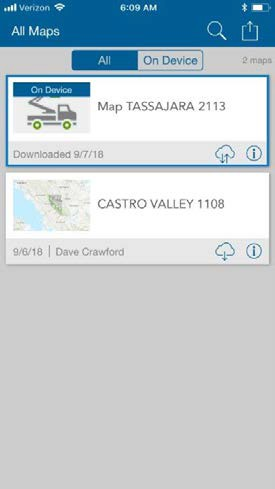 Verizon 6:09 AM
All Maps
All On Device 2 maps
On Device
Map TASSAJARA 2113
Downloaded 9/7/18
CASTRO VALLEY 1108
9/6/18 | Dave Crawford